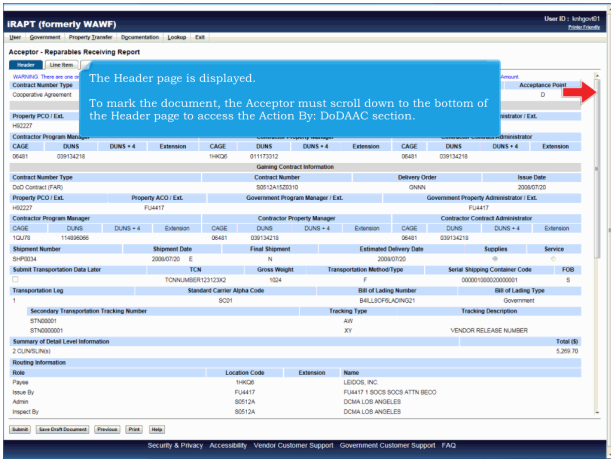 User ID : knhgovt01
iRAPT (formerly WAWF)
Printer Friendly
User Government Property Transfer Documentation Lookup Exit
Acceptor - Reparables Receiving Report
Header Line Item
WARNING: There are one or
Amount.
The Header page is displayed.
To mark the document, the Acceptor must scroll down to the bottom of the Header page to access the Action By: DoDAAC section.
Contract Number Type Acceptance Point
Cooperative Agreement D
Property PCO / Ext. Administrator / Ext.
H92227
Contractor Program Manager Contractor Property Manager Contractor Contract Administrator
CAGE DUNS DUNS + 4 Extension CAGE DUNS DUNS + 4 Extension CAGE DUNS DUNS + 4 Extension
06481 039134218 1HKQ6 011173312 06481 039134218
Gaining Contract Information
Contract Number Type Contract Number Delivery Order Issue Date
DoD Contract (FAR) S0512A15Z0310 GNNN 2008/07/20
Property PCO / Ext. Property ACO / Ext. Government Program Manager / Ext. Government Property Administrator / Ext.
H92227 FU4417 FU4417
Contractor Program Manager Contractor Property Manager Contractor Contract Administrator
CAGE DUNS DUNS + 4 Extension CAGE DUNS DUNS + 4 Extension CAGE DUNS DUNS + 4 Extension
1QU78 114896066 06481 039134218 06481 039134218
Shipment Number Shipment Date Final Shipment Estimated Delivery Date Supplies Service
SHP0034 2008/07/20 E N 2008/07/20
Submit Transportation Data Later TCN Gross Weight Transportation Method/Type Serial Shipping Container Code FOB
TCNNUMBER123123X2 1024 F 00000100002000001 S
Transportation Leg Standard Carrier Alpha Code Bill of Lading Number Bill of Lading Type
1 SC01 B4ILL8OF6LADING21 Government
Secondary Transportation Tracking Number Tracking Type Tracking Description
STN00001 AW
STN0000001 XY VENDOR RELEASE NUMBER
Summary of Detail Level Information Total ($)
2 CLIN/SLIN(s) 5,269.70
Routing Information
Role Location Code Extension Name
Payee 1HKQ6 LEIDOS, INC.
Issue By FU4417 FU4417 1 SOCS SOCS ATTN BECO
Admin S0512A DCMA LOS ANGELES
Inspect By S0512A DCMA LOS ANGELES
Submit Save Draft Document Previous Print Help
Security & Privacy Accessibility Vendor Customer Support Government Customer Support FAQ